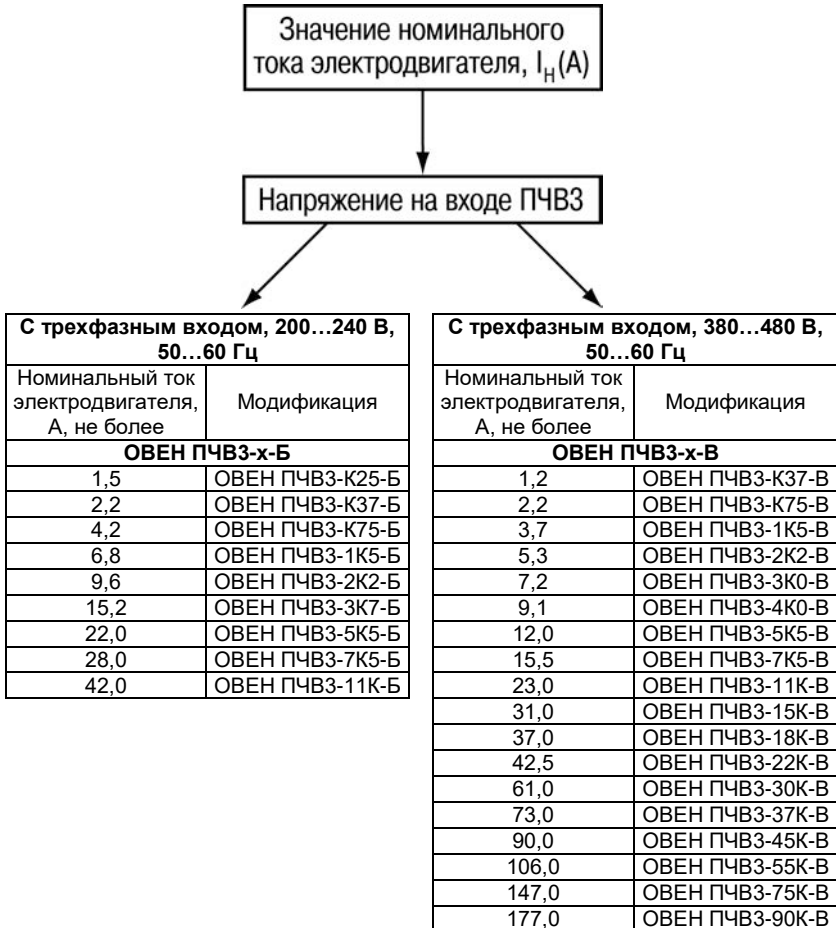 Значение номинального
тока электродвигателя, Iн(А)
Напряжение на входе ПЧВ3
С трехфазным входом, 200…240 В,
50…60 Гц
Номинальный ток
электродвигателя,
А, не более
Модификация
ОВЕН ПЧВ3-х-Б
1,5 ОВЕН ПЧВ3-К25-Б
2,2 ОВЕН ПЧВ3-К37-Б
4,2 ОВЕН ПЧВ3-К75-Б
6,8 ОВЕН ПЧВ3-1К5-Б
9,6 ОВЕН ПЧВ3-2К2-Б
15,2 ОВЕН ПЧВ3-3К7-Б
22,0 ОВЕН ПЧВ3-5К5-Б
28,0 ОВЕН ПЧВ3-7К5-Б
42,0 ОВЕН ПЧВ3-11К-Б
С трехфазным входом, 380…480 В,
50…60 Гц
Номинальный ток
электродвигателя,
А, не более
Модификация
ОВЕН ПЧВ3-х-В
1,2 ОВЕН ПЧВ3-К37-В
2,2 ОВЕН ПЧВ3-К75-В
3,7 ОВЕН ПЧВ3-1К5-В
5,3 ОВЕН ПЧВ3-2К2-В
7,2 ОВЕН ПЧВ3-3К0-В
9,1 ОВЕН ПЧВ3-4К0-В
12,0 ОВЕН ПЧВ3-5К5-В
15,5 ОВЕН ПЧВ3-7К5-В
23,0 ОВЕН ПЧВ3-11К-В
31,0 ОВЕН ПЧВ3-15К-В
37,0 ОВЕН ПЧВ3-18К-В
42,5 ОВЕН ПЧВ3-22К-В
61,0 ОВЕН ПЧВ3-30К-В
73,0 ОВЕН ПЧВ3-37К-В
90,0 ОВЕН ПЧВ3-45К-В
106,0 ОВЕН ПЧВ3-55К-В
147,0 ОВЕН ПЧВ3-75К-В
177,0 ОВЕН ПЧВ3-90К-В